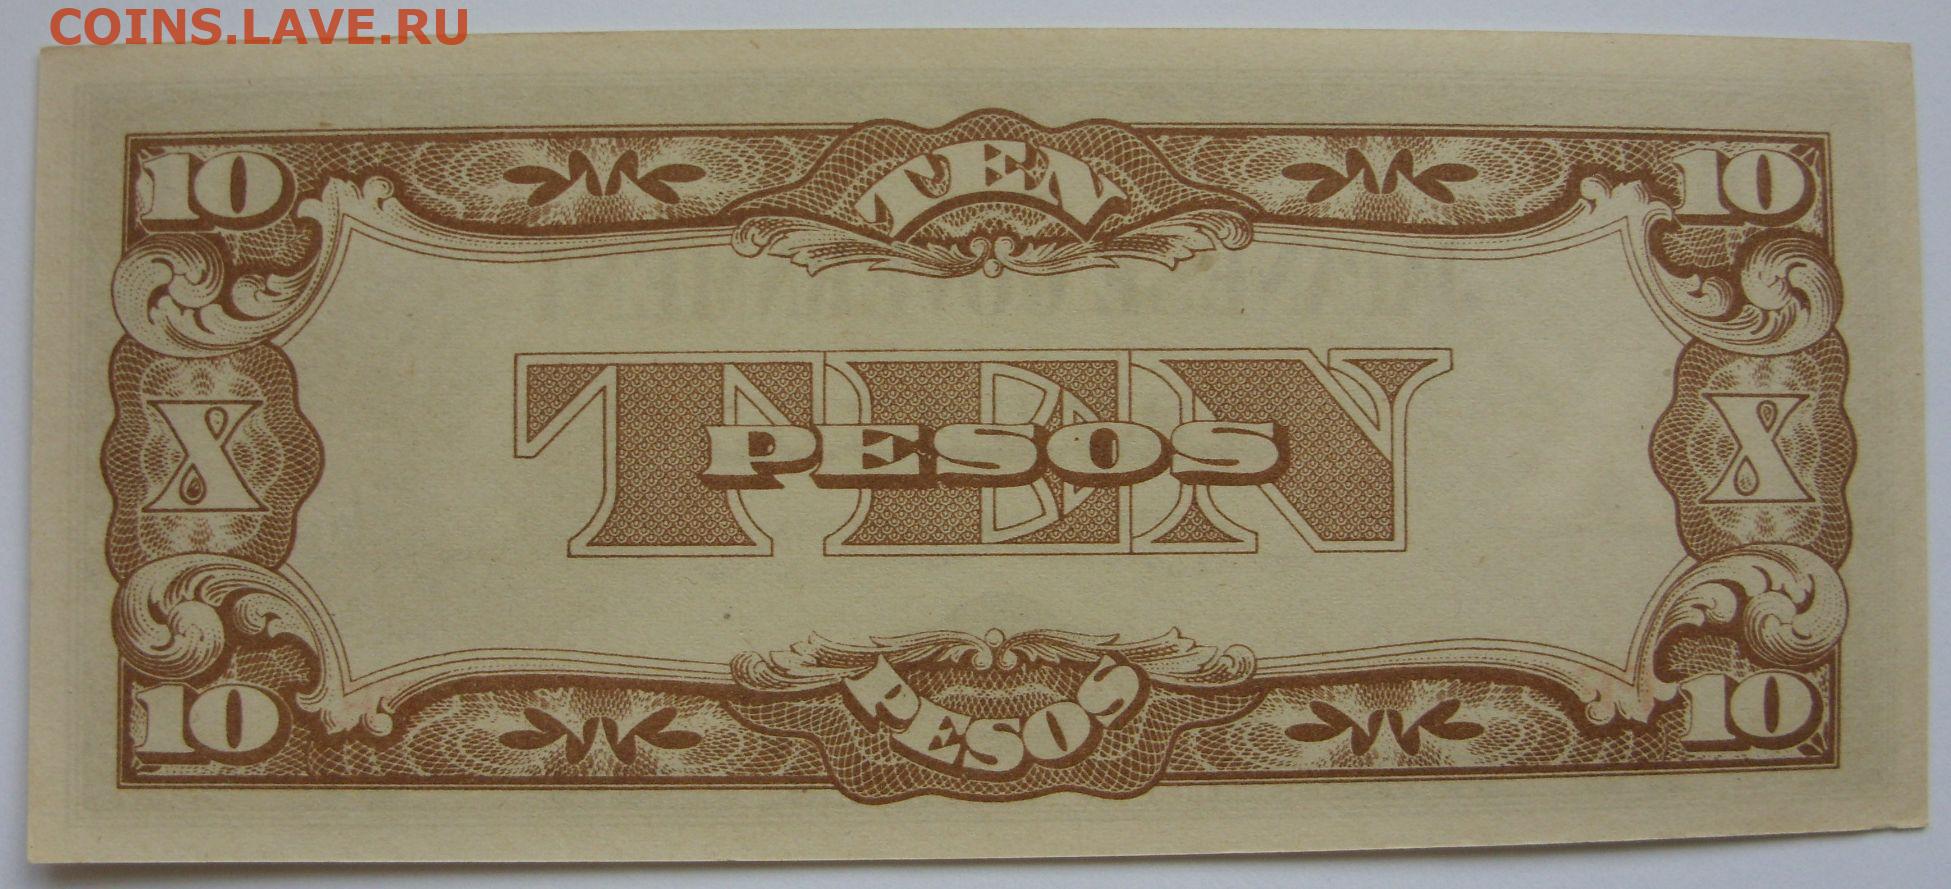 COINS.LAVE.RU
10 TEN 10
TEN
X PESOS X
10 PESOS 10